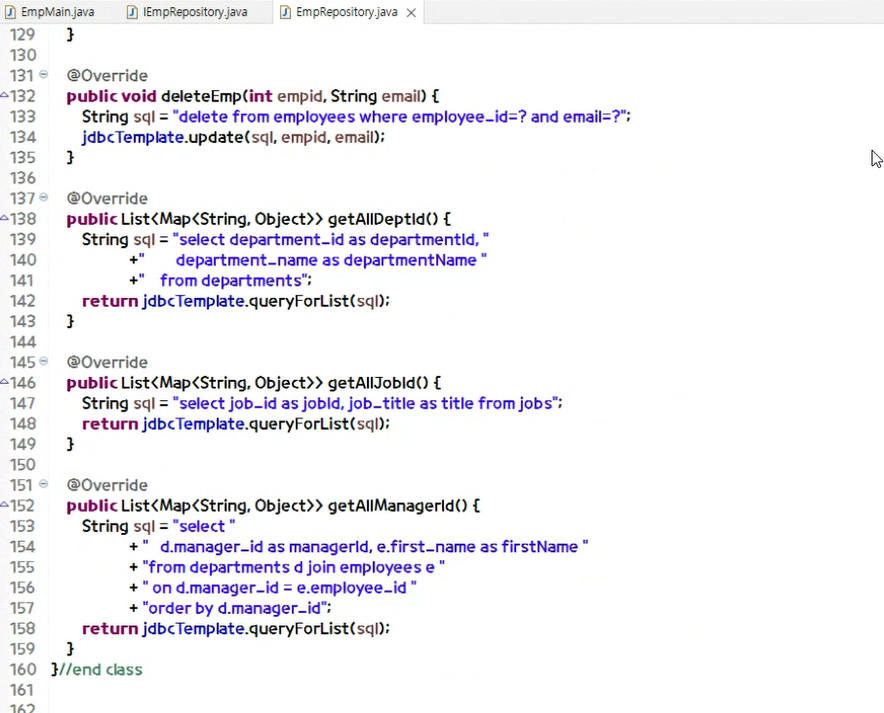 EmpMain.java IEmpRepository.java EmpRepository.java
129 }
130
131 @Override
132 public void deleteEmp(int empid, String email) {
133 String sql = "delete from employees where employee_id=? and email=?";
134 jdbcTemplate.update(sql, empid, email);
135 }
136
137 @Override
138 public List<Map<String, Object>> getAllDeptId() {
139 String sql = "select department_id as departmentId, "
140 +"      department_name as departmentName "
141 +"   from departments";
142 return jdbcTemplate.queryForList(sql);
143 }
144
145 @Override
146 public List<Map<String, Object>> getAllJobId() {
147 String sql = "select job_id as jobId, job_title as title from jobs";
148 return jdbcTemplate.queryForList(sql);
149 }
150
151 @Override
152 public List<Map<String, Object>> getAllManagerId() {
153 String sql = "select "
154 + "   d.manager_id as managerId, e.first_name as firstName "
155 + "from departments d join employees e "
156 + " on d.manager_id = e.employee_id "
157 + "order by d.manager_id";
158 return jdbcTemplate.queryForList(sql);
159 }
160 }//end class
161
162